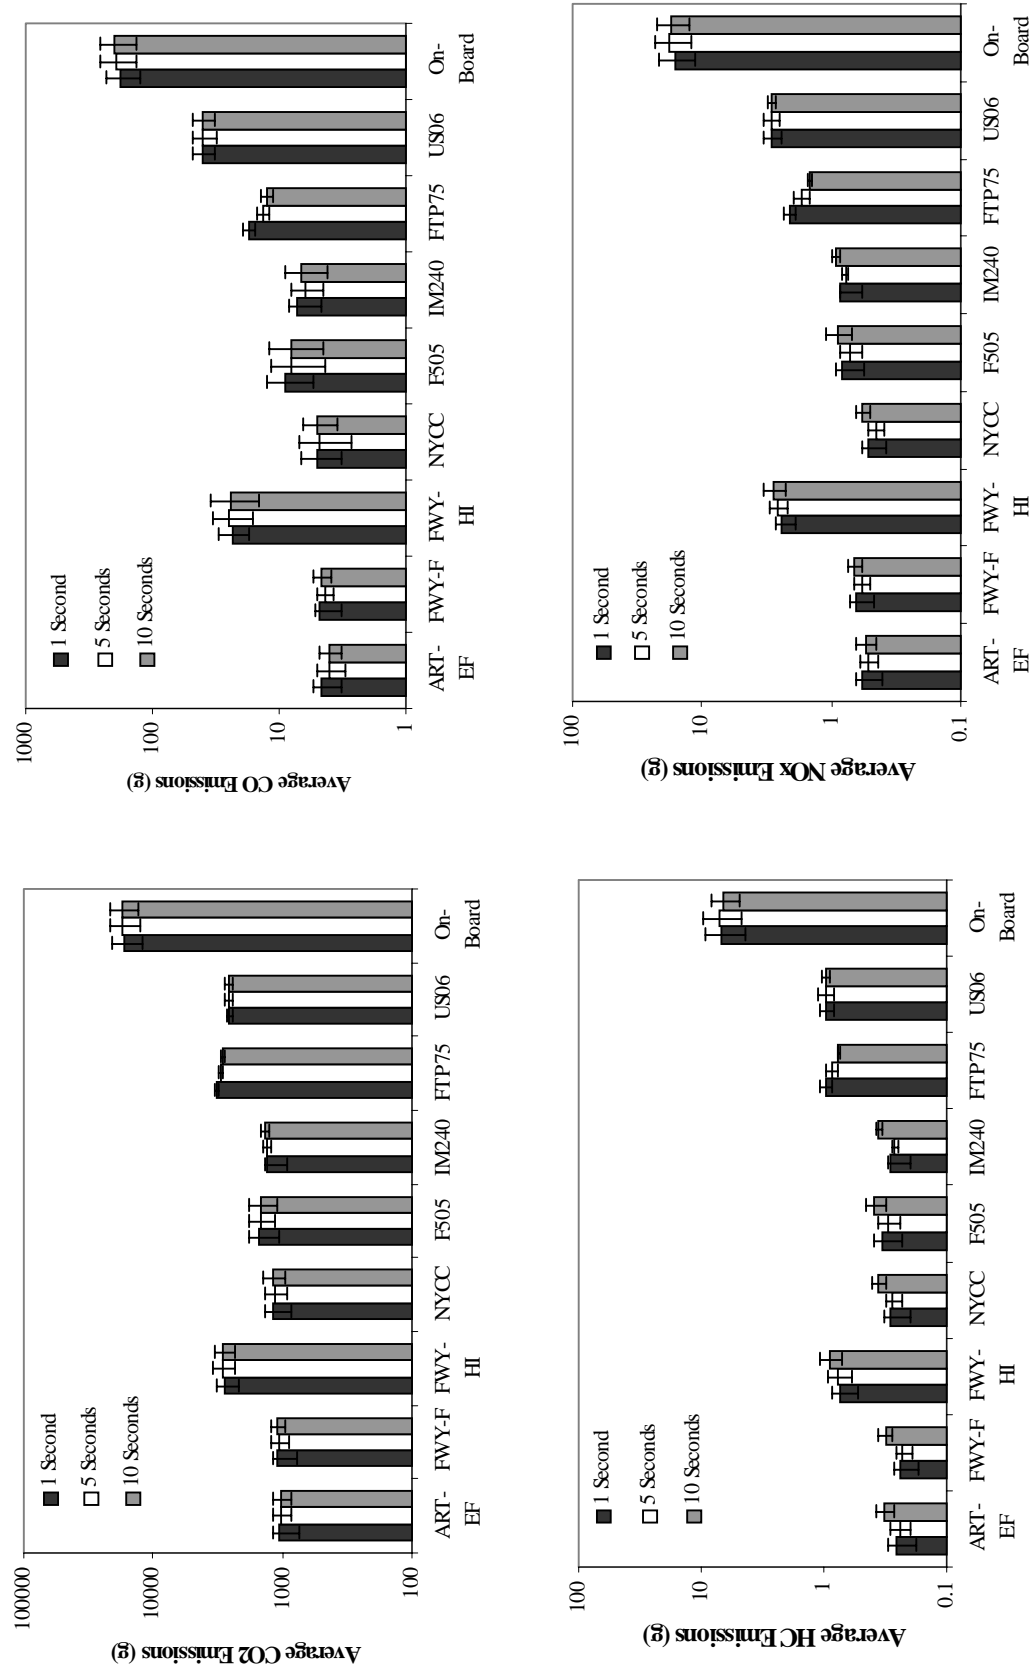 Average CO2 Emissions
(g)
100000
10000
1000
100
1 Second
5 Seconds
10 Seconds
ART- FWY-F FWY- NYCC F505 IM240 FTP75 US06 On-
EF HI Board
Average CO Emissions
(g)
1000
100
10
1
1 Second
5 Seconds
10 Seconds
ART- FWY-F FWY- NYCC F505 IM240 FTP75 US06 On-
EF HI Board
Average HC Emissions
(g)
100
10
1
0.1
1 Second
5 Seconds
10 Seconds
ART- FWY-F FWY- NYCC F505 IM240 FTP75 US06 On-
EF HI Board
Average NOx Emissions
(g)
100
10
1
0.1
1 Second
5 Seconds
10 Seconds
ART- FWY-F FWY- NYCC F505 IM240 FTP75 US06 On-
EF HI Board